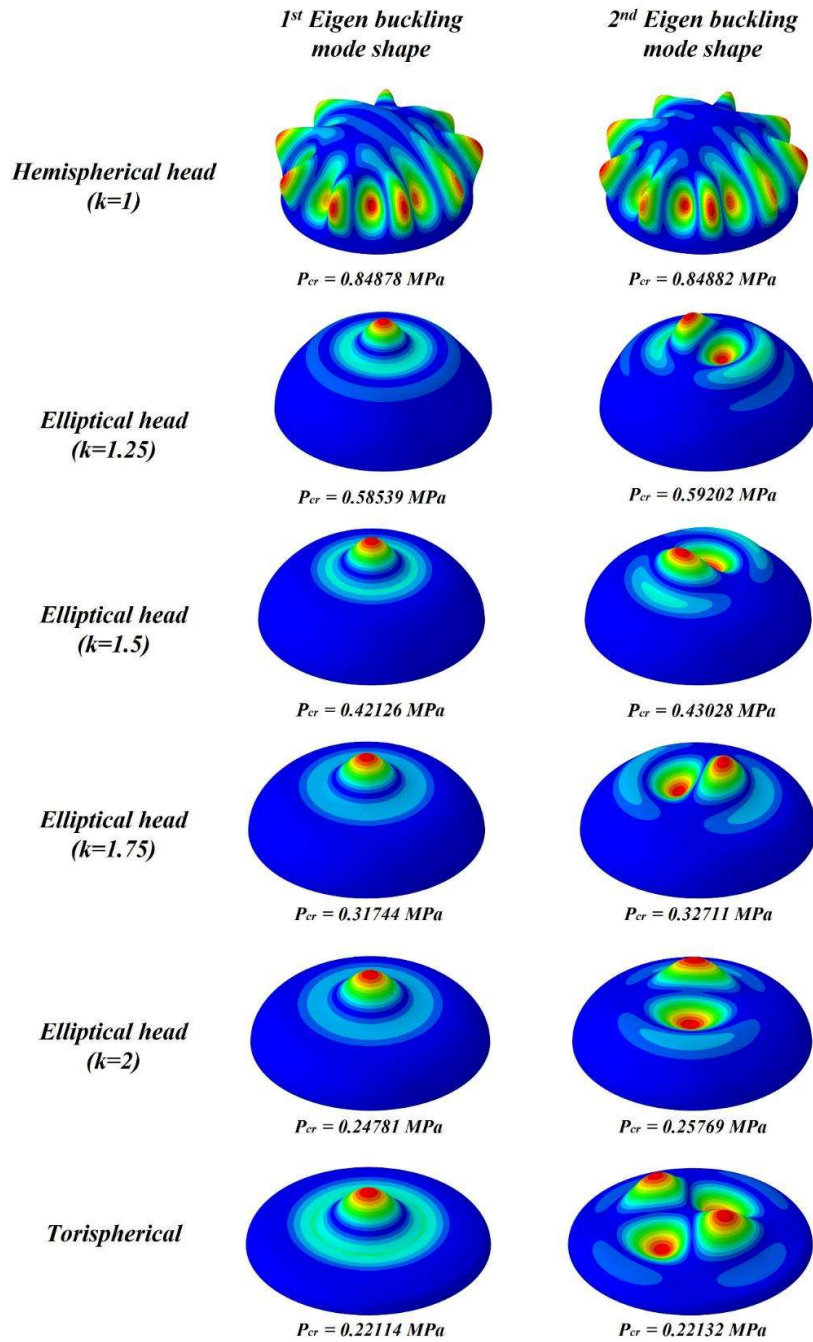 1st Eigen buckling
mode shape
2nd Eigen buckling
mode shape
Hemispherical head
(k=1)
Pcr = 0.84878 MPa
Pcr = 0.84882 MPa
Elliptical head
(k=1.25)
Pcr = 0.58539 MPa
Pcr = 0.59202 MPa
Elliptical head
(k=1.5)
Pcr = 0.42126 MPa
Pcr = 0.43028 MPa
Elliptical head
(k=1.75)
Pcr = 0.31744 MPa
Pcr = 0.32711 MPa
Elliptical head
(k=2)
Pcr = 0.24781 MPa
Pcr = 0.25769 MPa
Torispherical
Pcr = 0.22114 MPa
Pcr = 0.22132 MPa